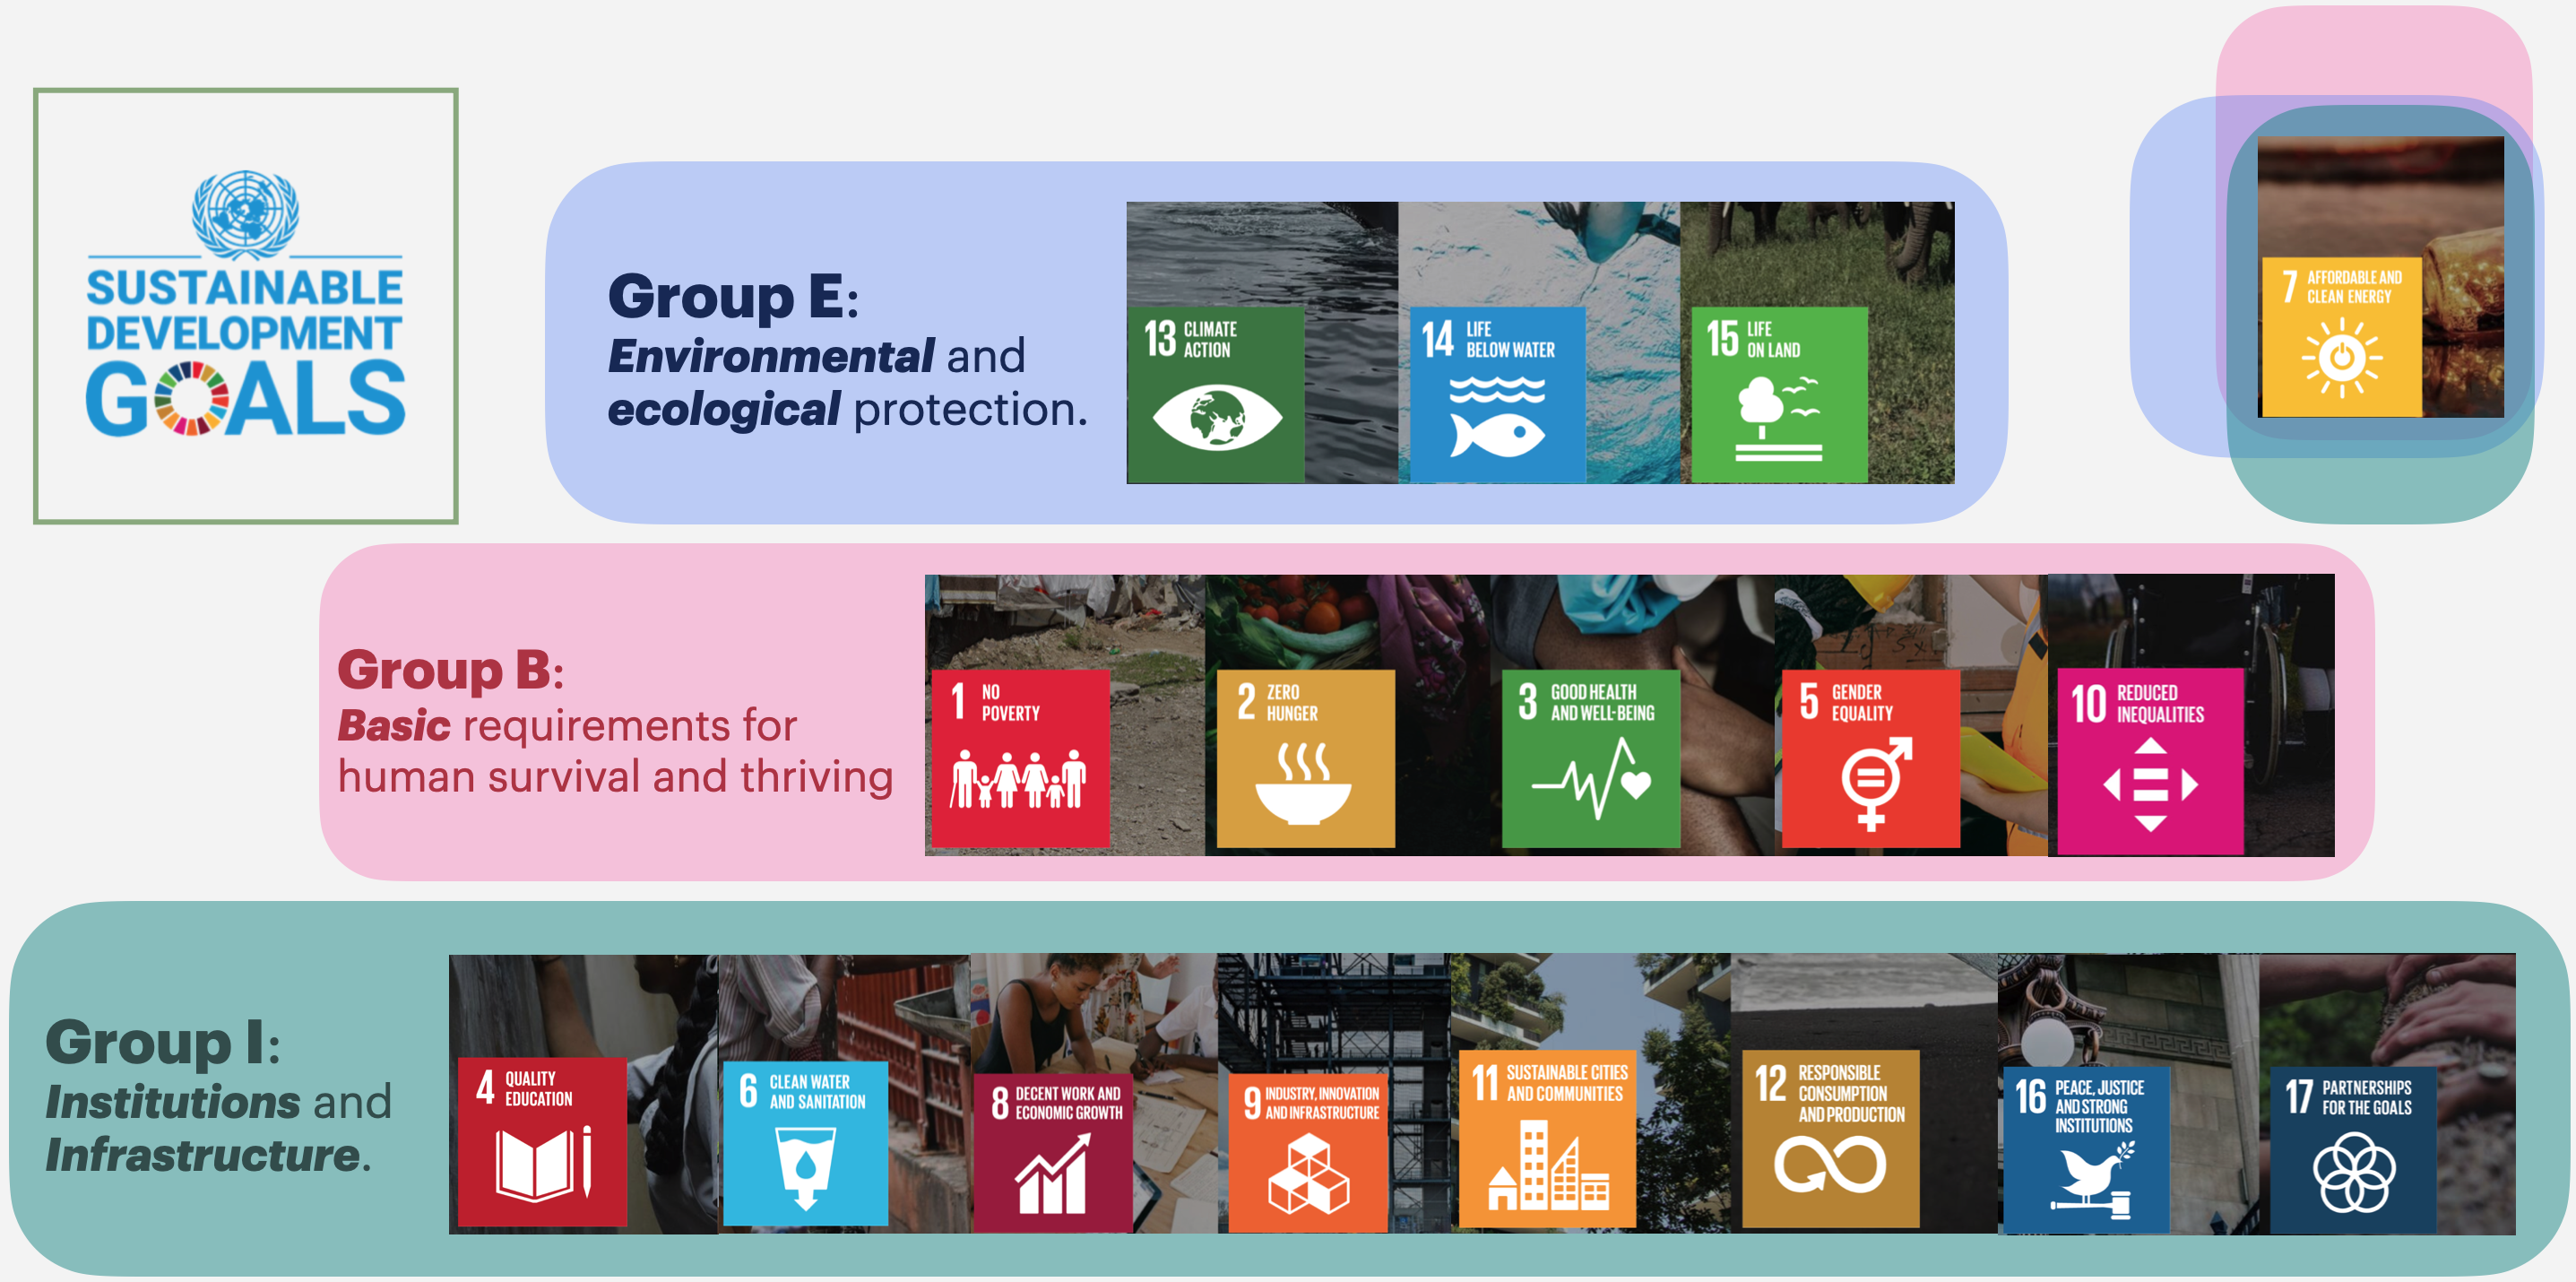 SUSTAINABLE
DEVELOPMENT
GOALS
Group E:
Environmental and
ecological protection.
13 CLIMATE
ACTION
14 LIFE
BELOW WATER
15 LIFE
ON LAND
7 AFFORDABLE AND
CLEAN ENERGY
Group B:
Basic requirements for
human survival and thriving
1 NO
POVERTY
2 ZERO
HUNGER
3 GOOD HEALTH
AND WELL-BEING
5 GENDER
EQUALITY
10 REDUCED
INEQUALITIES
Group I:
Institutions and
Infrastructure.
4 QUALITY
EDUCATION
6 CLEAN WATER
AND SANITATION
8 DECENT WORK AND
ECONOMIC GROWTH
9 INDUSTRY, INNOVATION
AND INFRASTRUCTURE
11 SUSTAINABLE CITIES
AND COMMUNITIES
12 RESPONSIBLE
CONSUMPTION
AND PRODUCTION
16 PEACE, JUSTICE
AND STRONG
INSTITUTIONS
17 PARTNERSHIPS
FOR THE GOALS